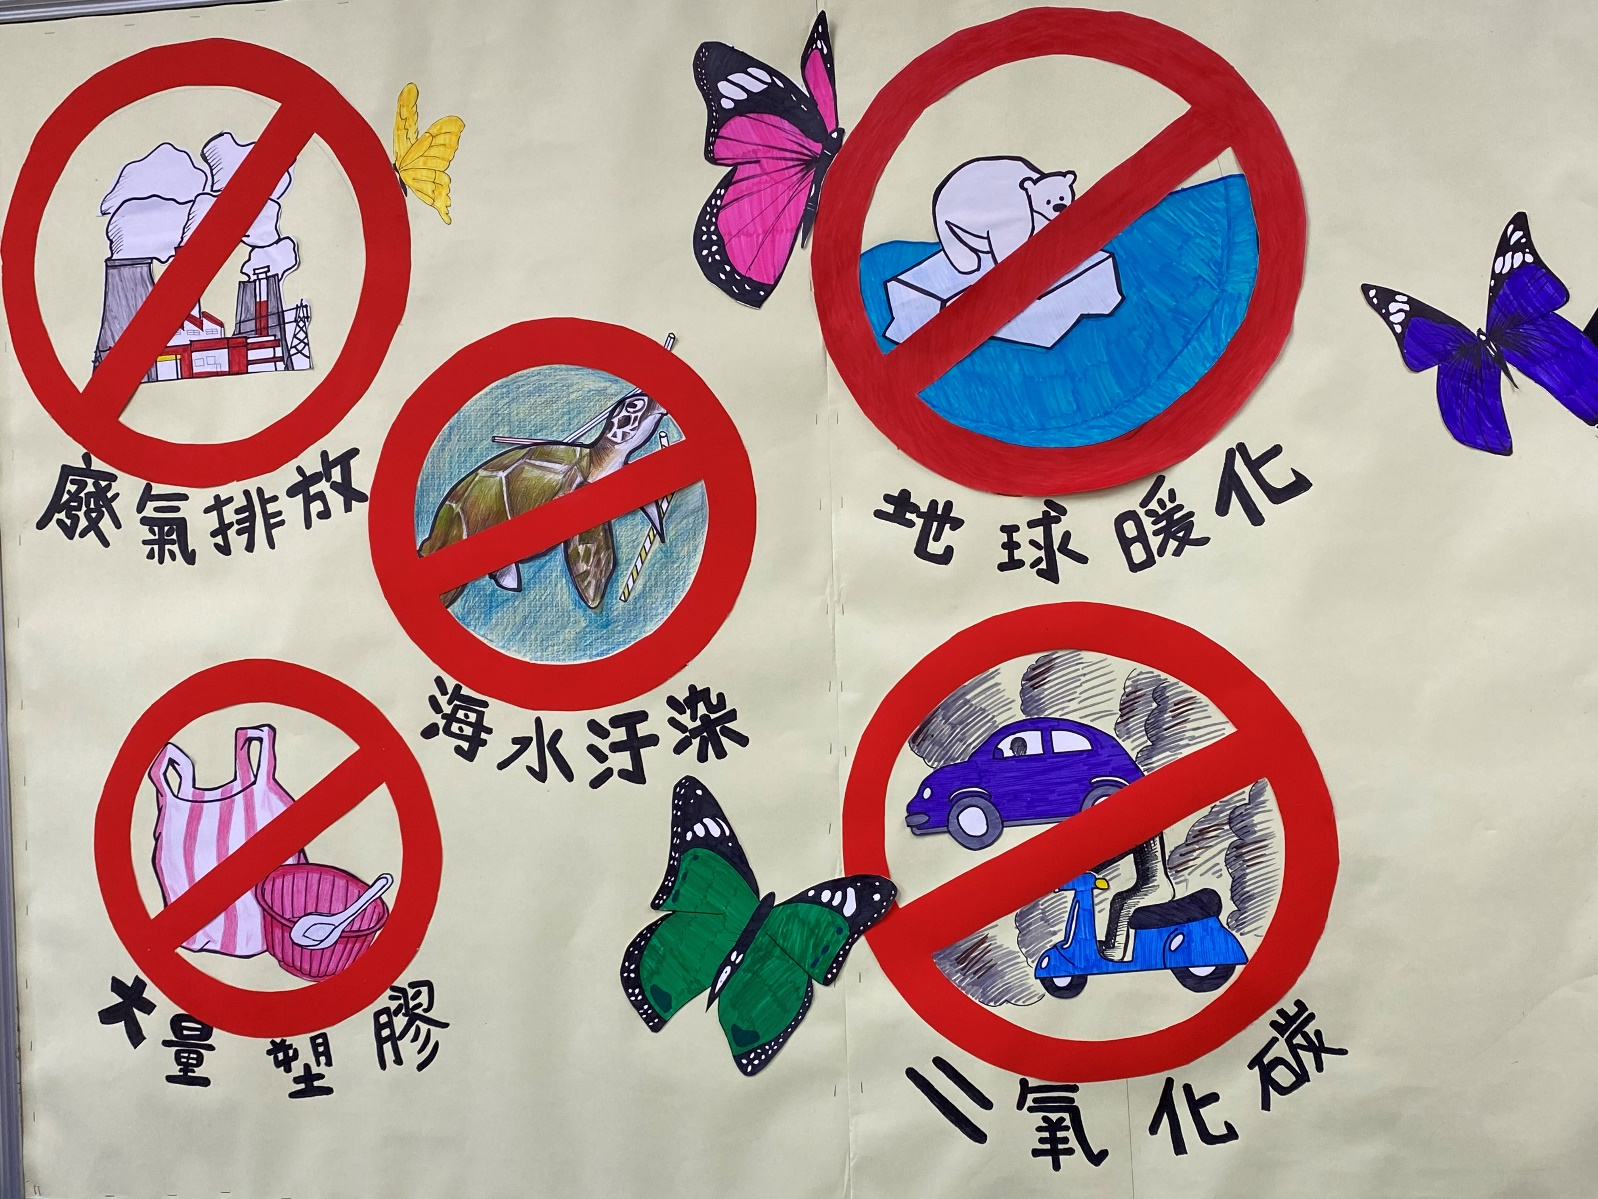 廢氣排放
地球暖化
海水汙染
大量塑膠
二氧化碳